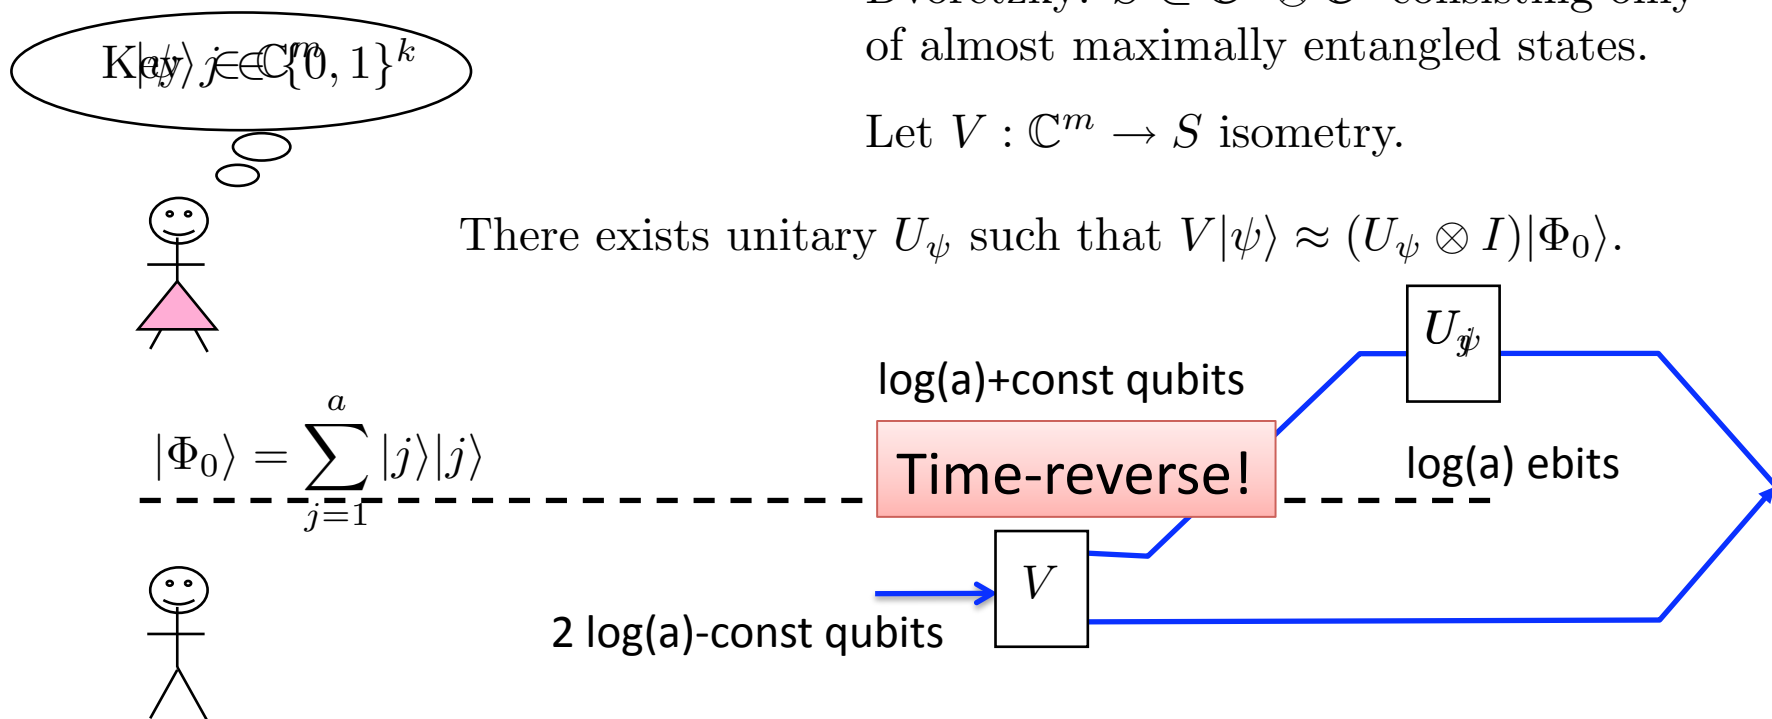 of almost maximally entangled states.
Let V : ℂ^m → S isometry.
There exists unitary U_ψ such that V|ψ⟩ ≈ (U_ψ ⊗ I)|Φ_0⟩.
log(a)+const qubits
|Φ_0⟩ = ∑_{j=1}^{a} |j⟩|j⟩
Time-reverse!
log(a) ebits
V
2 log(a)-const qubits